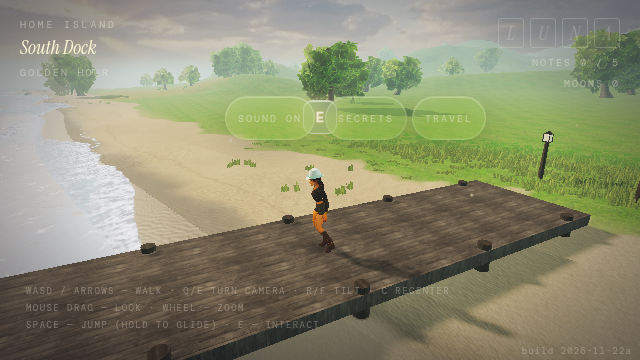 HOME ISLAND
South Dock
GOLDEN HOUR
LUNA
NOTES 0 / 5
MOONS 0
SOUND ON
E
SECRETS
TRAVEL
WASD / ARROWS — WALK · Q/E TURN CAMERA · R/F TILT · C RECENTER
MOUSE DRAG — LOOK · WHEEL — ZOOM
SPACE — JUMP (HOLD TO GLIDE) · E — INTERACT
build 2026-11-22a